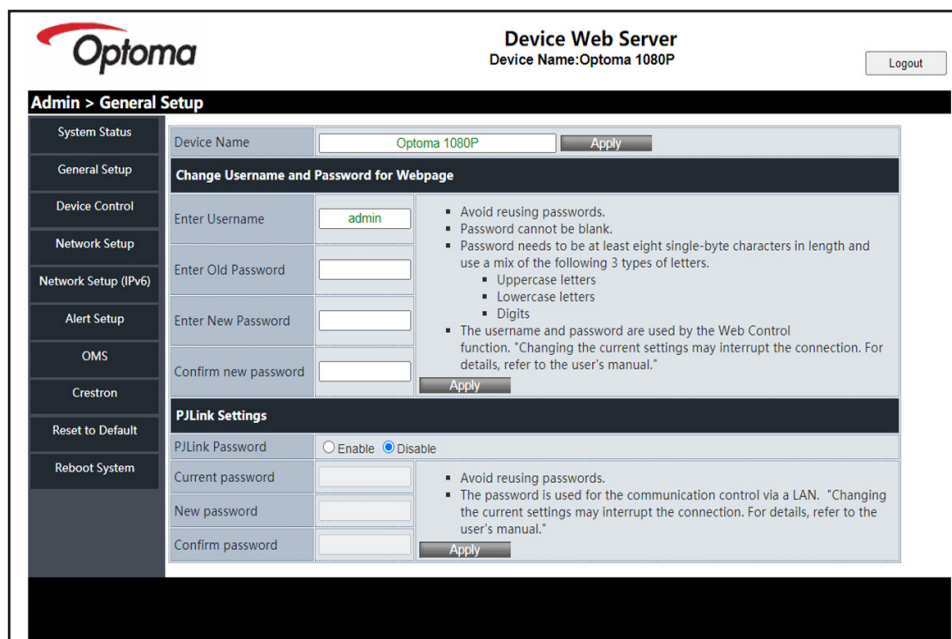 Optoma
Device Web Server
Device Name:Optoma 1080P
Logout
Admin > General Setup
System Status
General Setup
Device Control
Network Setup
Network Setup (IPv6)
Alert Setup
OMS
Crestron
Reset to Default
Reboot System
Device Name
Optoma 1080P
Apply
Change Username and Password for Webpage
Enter Username
admin
Enter Old Password
Enter New Password
Confirm new password
Avoid reusing passwords.
Password cannot be blank.
Password needs to be at least eight single-byte characters in length and
use a mix of the following 3 types of letters.
Uppercase letters
Lowercase letters
Digits
The username and password are used by the Web Control
function. "Changing the current settings may interrupt the connection. For
details, refer to the user's manual."
Apply
PJLink Settings
PJLink Password
Enable
Disable
Current password
New password
Confirm password
Avoid reusing passwords.
The password is used for the communication control via a LAN. "Changing
the current settings may interrupt the connection. For details, refer to the
user's manual."
Apply